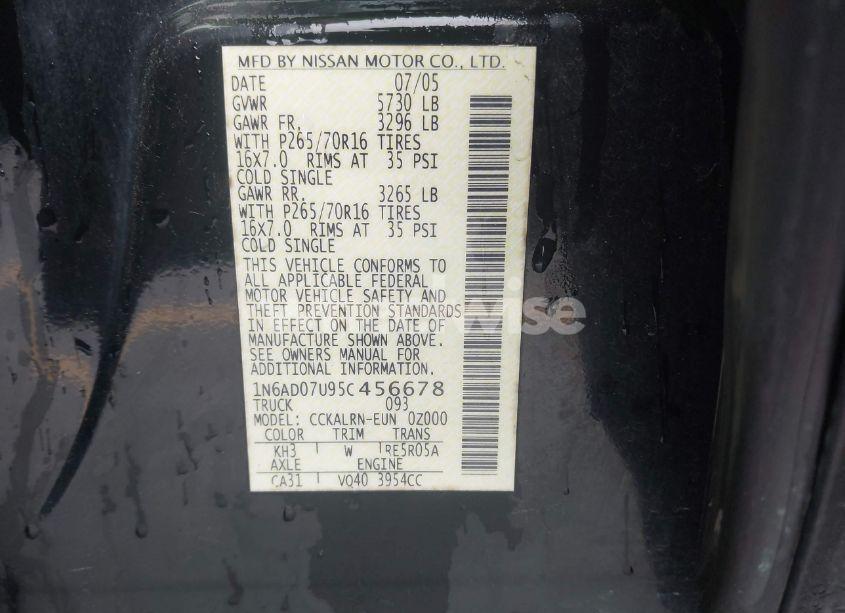 MFD BY NISSAN MOTOR CO., LTD.
DATE 07/05
GVWR 5730 LB
GAWR FR. 3296 LB
WITH P265/70R16 TIRES
16X7.0 RIMS AT 35 PSI
COLD SINGLE
GAWR RR. 3265 LB
WITH P265/70R16 TIRES
16X7.0 RIMS AT 35 PSI
COLD SINGLE
THIS VEHICLE CONFORMS TO
ALL APPLICABLE FEDERAL
MOTOR VEHICLE SAFETY AND
THEFT PREVENTION STANDARDS
IN EFFECT ON THE DATE OF
MANUFACTURE SHOWN ABOVE.
SEE OWNERS MANUAL FOR
ADDITIONAL INFORMATION.
1N6AD07U95C456678
TRUCK 093
MODEL: CCKALRN-EUN 0Z000
COLOR TRIM TRANS
KH3 W RE5R05A
AXLE ENGINE
CA31 VQ40 3954CC